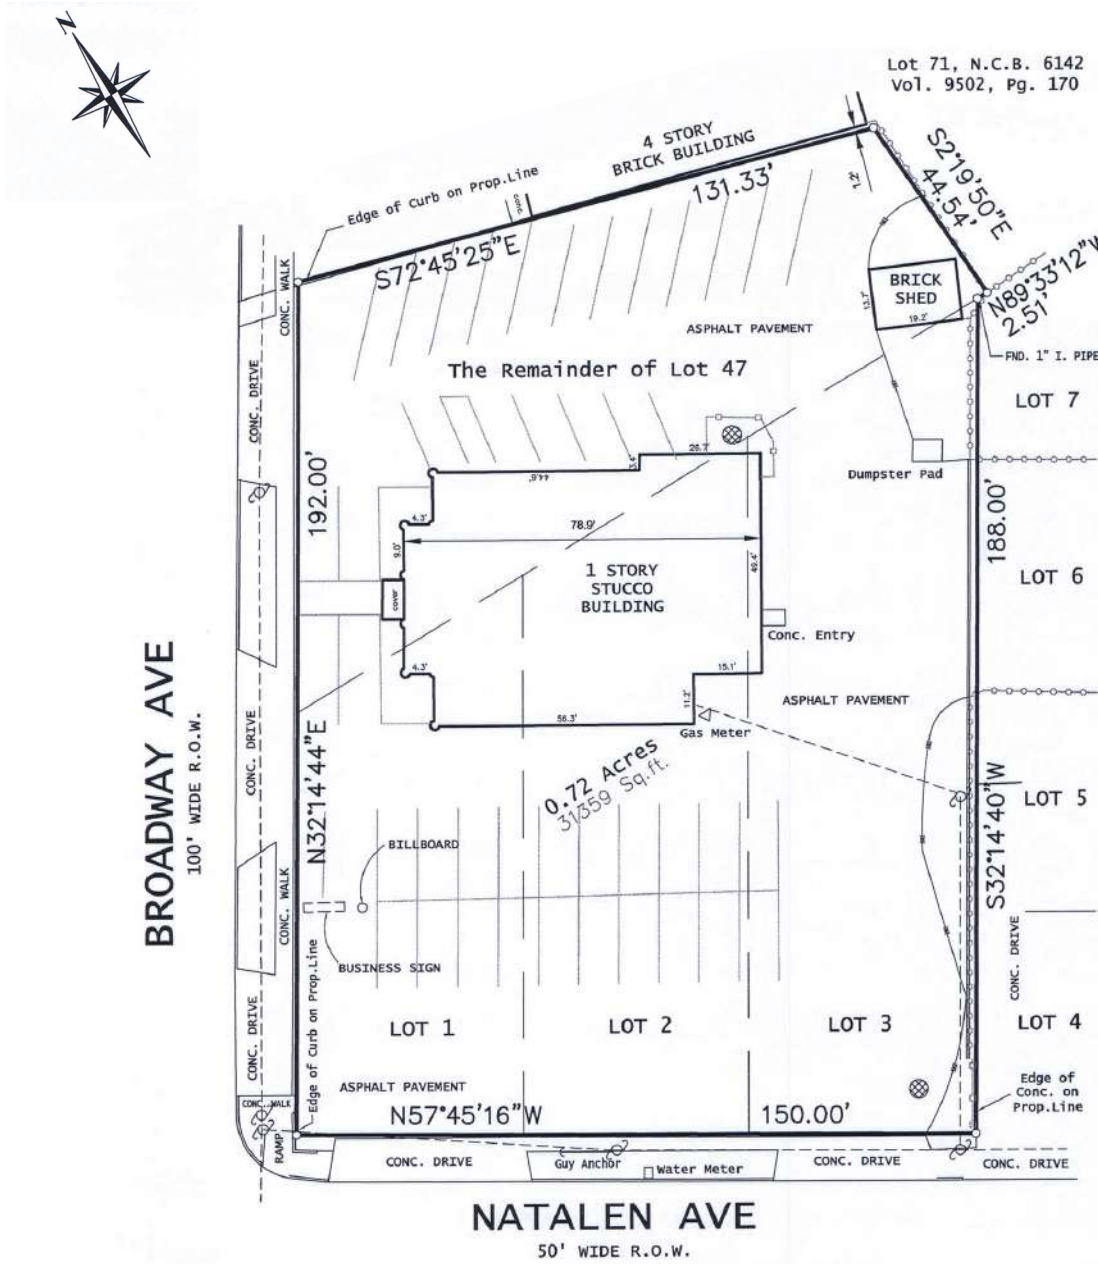 N
Lot 71, N.C.B. 6142
Vol. 9502, Pg. 170
4 STORY
BRICK BUILDING
131.33'
1.2'
S2°19'50"E
44.54'
Edge of Curb on Prop.Line
conc.
S72°45'25"E
N89°33'12"W
2.51'
BRICK
SHED
13.7'
19.2'
FND. 1" I. PIPE
CONC. WALK
ASPHALT PAVEMENT
The Remainder of Lot 47
LOT 7
CONC. DRIVE
192.00'
26.7'
3.4'
44.6'
Dumpster Pad
4.3'
78.9'
9.0'
49.4'
188.00'
1 STORY
STUCCO
BUILDING
cover
LOT 6
Conc. Entry
BROADWAY AVE
100' WIDE R.O.W.
4.3'
15.1'
11.2'
56.3'
ASPHALT PAVEMENT
Gas Meter
N32°14'44"E
CONC. DRIVE
0.72 Acres
31359 Sq.ft.
S32°14'40"W
LOT 5
BILLBOARD
CONC. WALK
BUSINESS SIGN
Edge of Curb on Prop.Line
CONC. DRIVE
CONC. DRIVE
LOT 1
LOT 2
LOT 3
LOT 4
ASPHALT PAVEMENT
Edge of
Conc. on
Prop.Line
CONC. WALK
N57°45'16"W
150.00'
RAMP
CONC. DRIVE
Guy Anchor
Water Meter
CONC. DRIVE
CONC. DRIVE
NATALEN AVE
50' WIDE R.O.W.